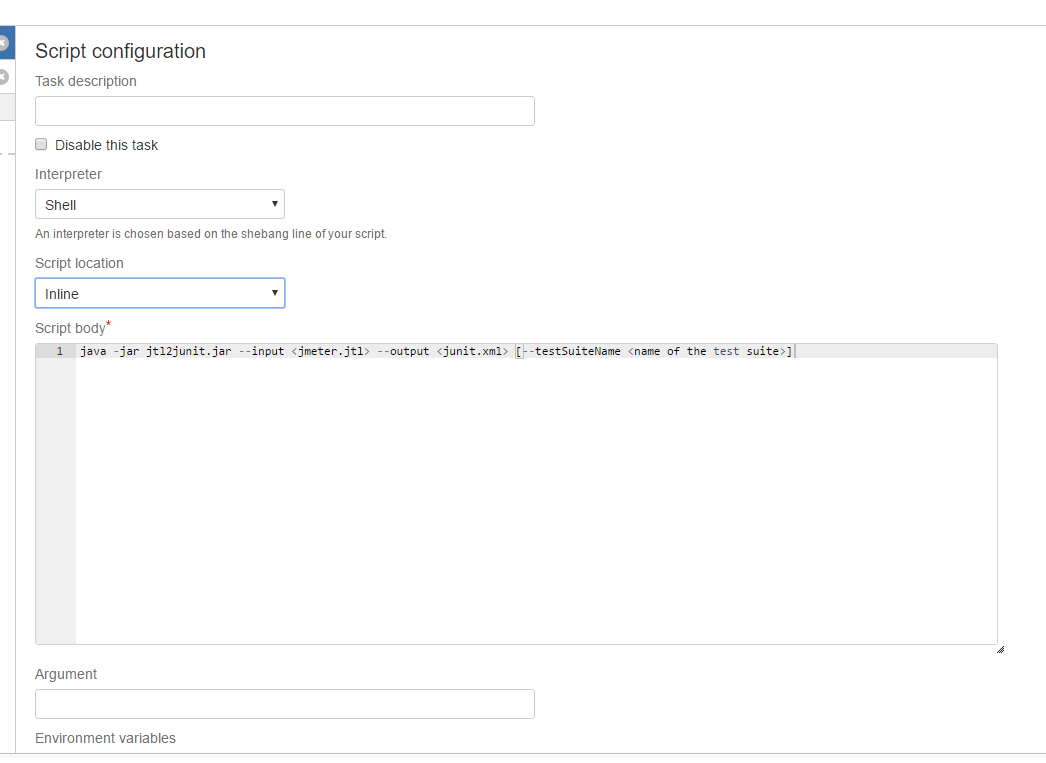 Script configuration
Task description
Disable this task
Interpreter
Shell
An interpreter is chosen based on the shebang line of your script.
Script location
Inline
Script body*
1 java -jar jtl2junit.jar --input <jmeter.jtl> --output <junit.xml> [--testSuiteName <name of the test suite>]
Argument
Environment variables